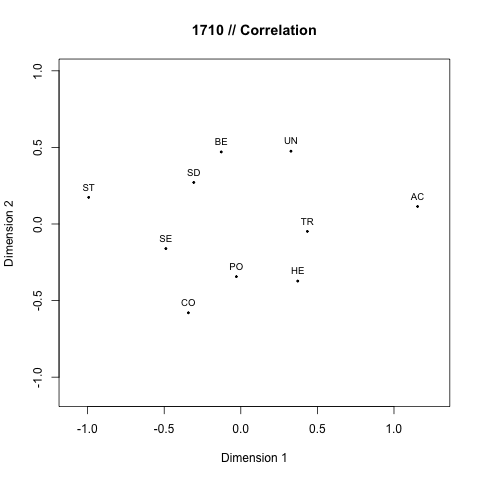 1710 // Correlation
1.0
0.5
0.0
-0.5
-1.0
Dimension 2
BE
UN
SD
ST
AC
TR
SE
PO
HE
CO
-1.0 -0.5 0.0 0.5 1.0
Dimension 1